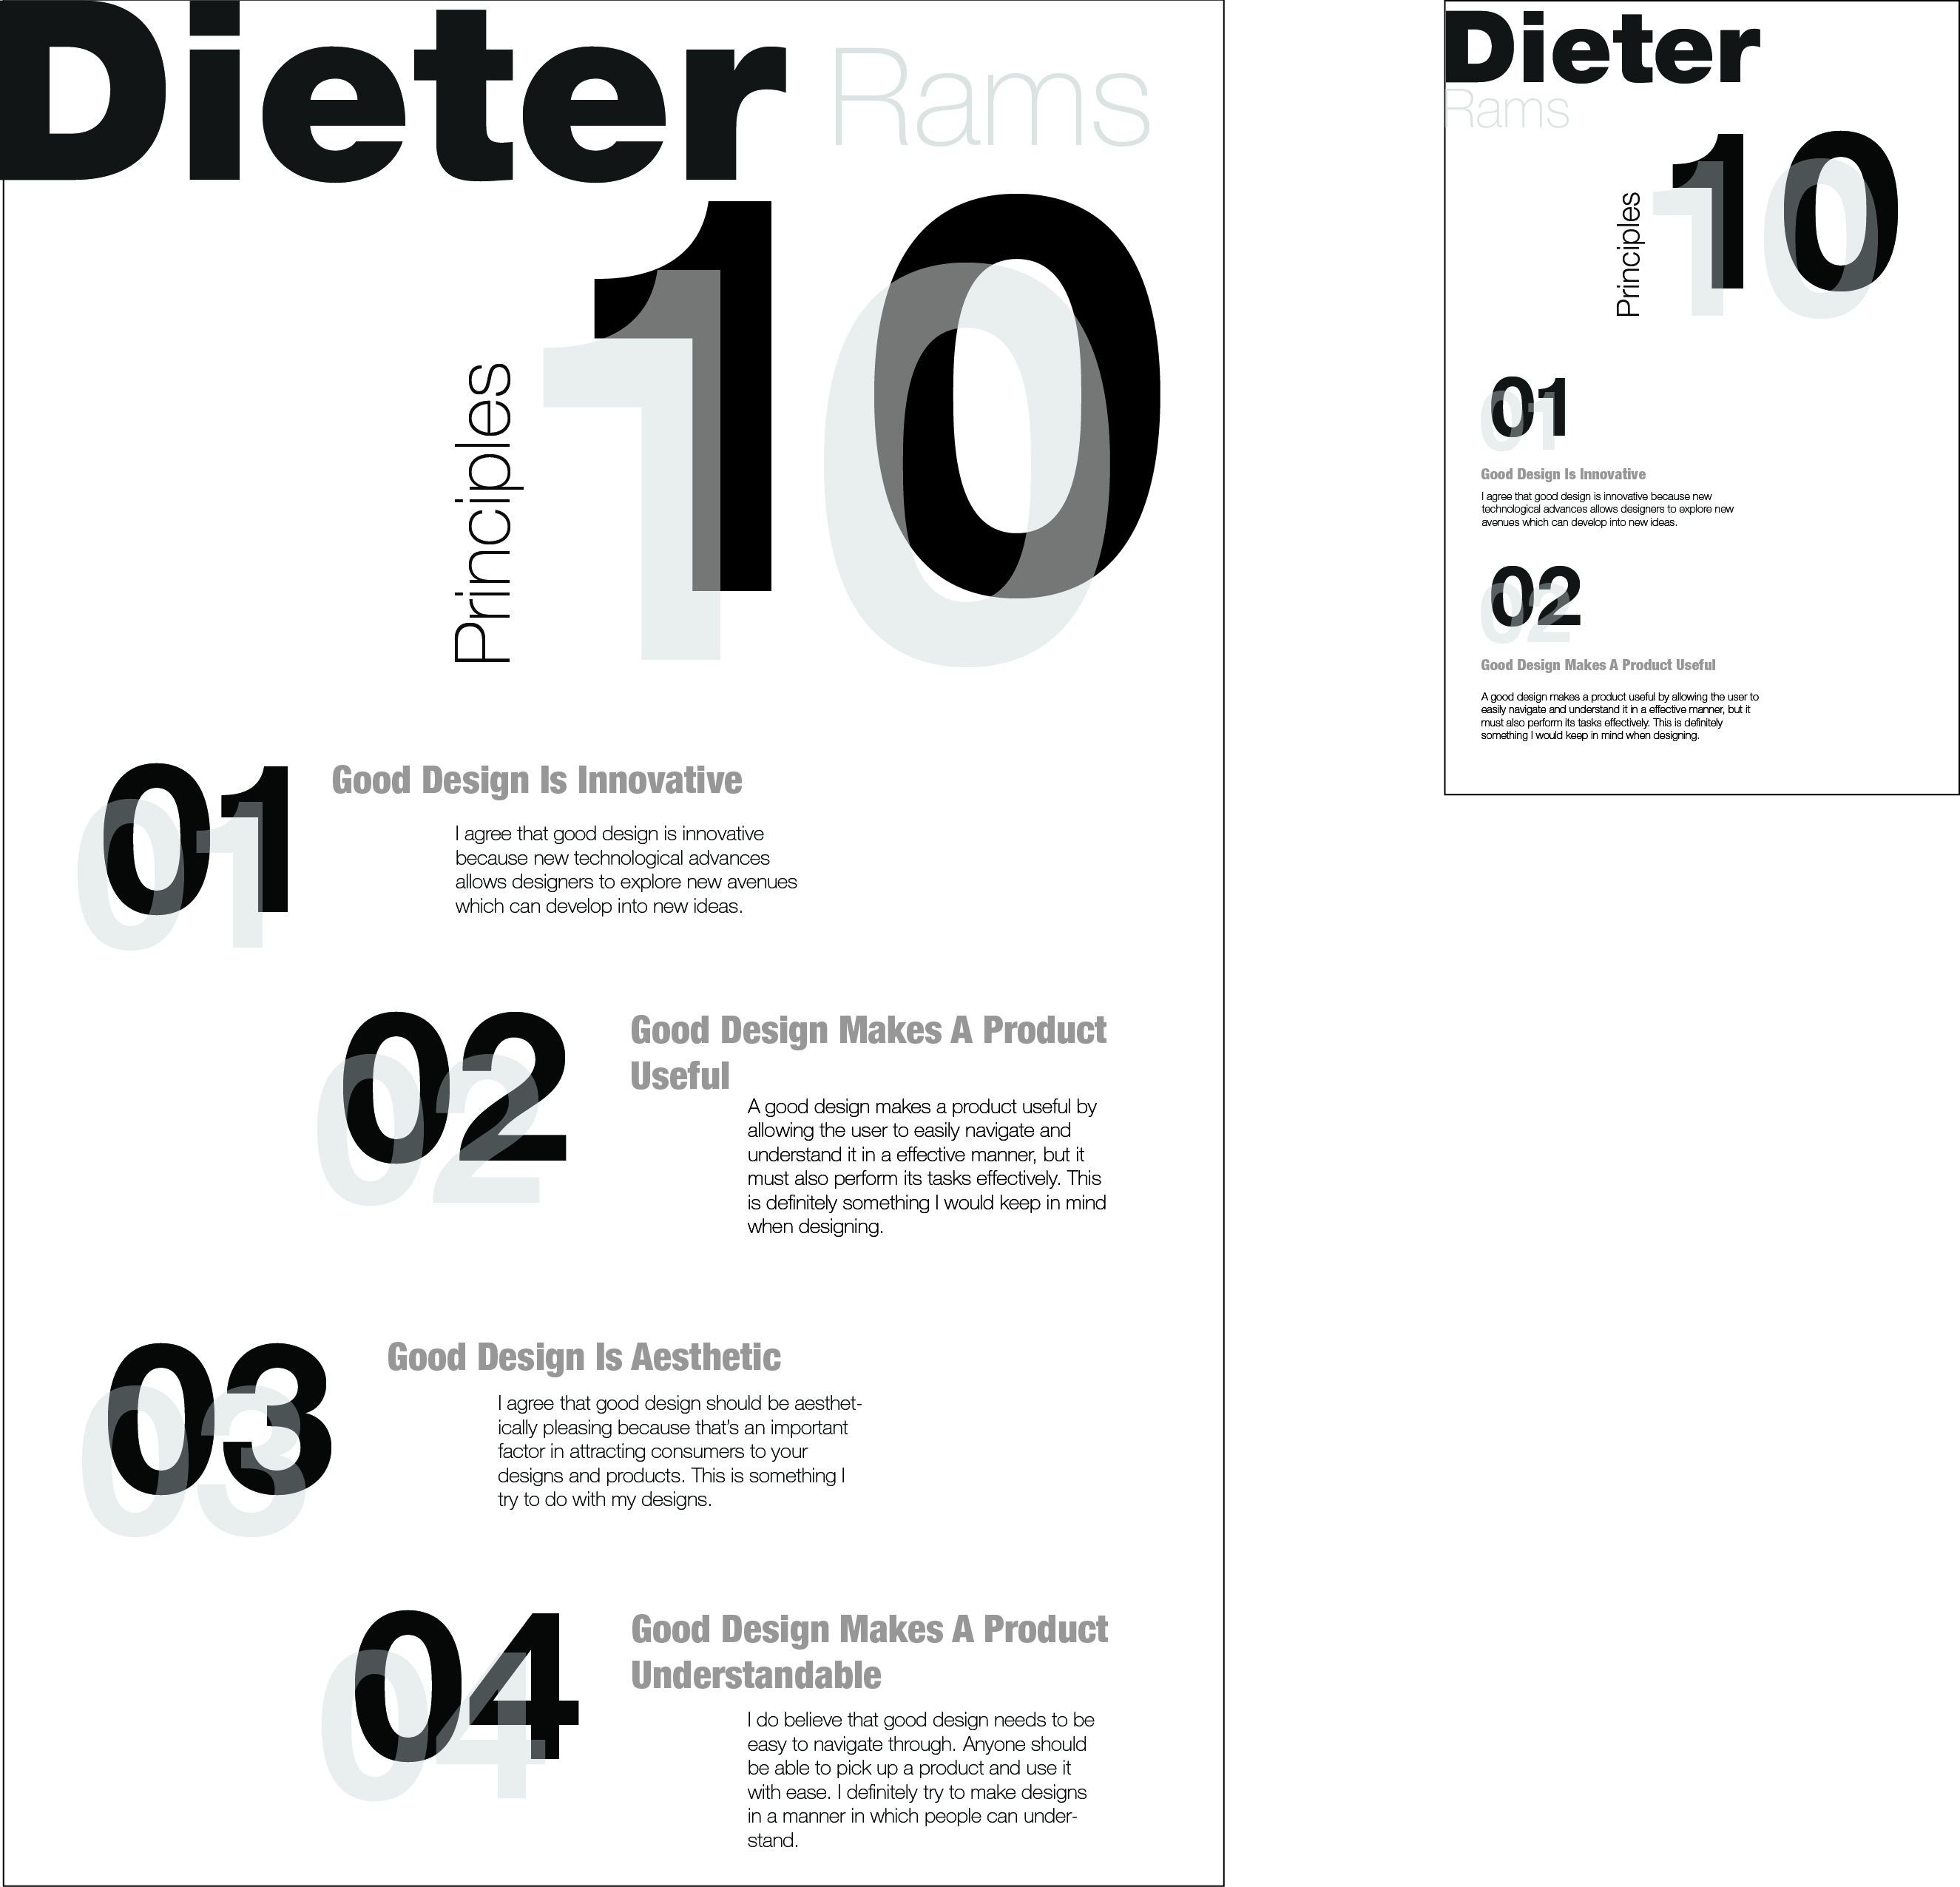 Dieter Rams
Principles
10
01
Good Design Is Innovative
I agree that good design is innovative
because new technological advances
allows designers to explore new avenues
which can develop into new ideas.
02
Good Design Makes A Product
Useful
A good design makes a product useful by
allowing the user to easily navigate and
understand it in a effective manner, but it
must also perform its tasks effectively. This
is definitely something I would keep in mind
when designing.
03
Good Design Is Aesthetic
I agree that good design should be aesthet-
ically pleasing because that's an important
factor in attracting consumers to your
designs and products. This is something I
try to do with my designs.
04
Good Design Makes A Product
Understandable
I do believe that good design needs to be
easy to navigate through. Anyone should
be able to pick up a product and use it
with ease. I definitely try to make designs
in a manner in which people can under-
stand.
Dieter
Rams
Principles
10
01
Good Design Is Innovative
I agree that good design is innovative because new
technological advances allows designers to explore new
avenues which can develop into new ideas.
02
Good Design Makes A Product Useful
A good design makes a product useful by allowing the user to
easily navigate and understand it in a effective manner, but it
must also perform its tasks effectively. This is definitely
something I would keep in mind when designing.